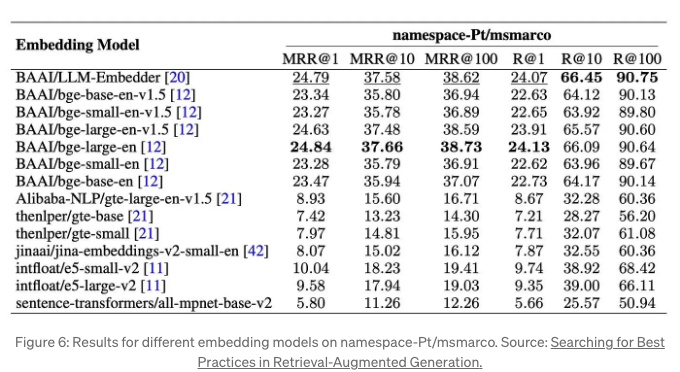 namespace-Pt/msmarco
Embedding Model
MRR@1 MRR@10 MRR@100 R@1 R@10 R@100
BAAI/LLM-Embedder [20] 24.79 37.58 38.62 24.07 66.45 90.75
BAAI/bge-base-en-v1.5 [12] 23.34 35.80 36.94 22.63 64.12 90.13
BAAI/bge-small-en-v1.5 [12] 23.27 35.78 36.89 22.65 63.92 89.80
BAAI/bge-large-en-v1.5 [12] 24.63 37.48 38.59 23.91 65.57 90.60
BAAI/bge-large-en [12] 24.84 37.66 38.73 24.13 66.09 90.64
BAAI/bge-small-en [12] 23.28 35.79 36.91 22.62 63.96 89.67
BAAI/bge-base-en [12] 23.47 35.94 37.07 22.73 64.17 90.14
Alibaba-NLP/gte-large-en-v1.5 [21] 8.93 15.60 16.71 8.67 32.28 60.36
thenlper/gte-base [21] 7.42 13.23 14.30 7.21 28.27 56.20
thenlper/gte-small [21] 7.97 14.81 15.95 7.71 32.07 61.08
jinaai/jina-embeddings-v2-small-en [42] 8.07 15.02 16.12 7.87 32.55 60.36
intfloat/e5-small-v2 [11] 10.04 18.23 19.41 9.74 38.92 68.42
intfloat/e5-large-v2 [11] 9.58 17.94 19.03 9.35 39.00 66.11
sentence-transformers/all-mpnet-base-v2 5.80 11.26 12.26 5.66 25.57 50.94
Figure 6: Results for different embedding models on namespace-Pt/msmarco. Source: Searching for Best
Practices in Retrieval-Augmented Generation.